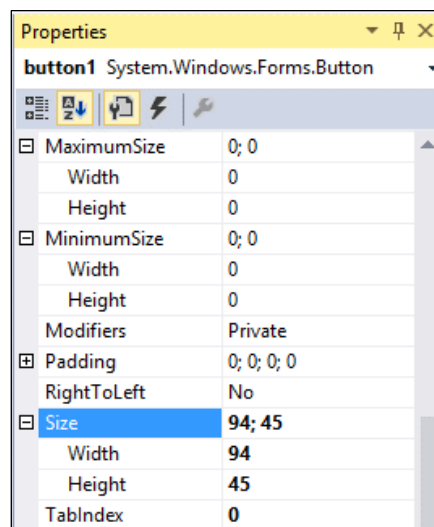 Properties
button1 System.Windows.Forms.Button
MaximumSize 0; 0
Width 0
Height 0
MinimumSize 0; 0
Width 0
Height 0
Modifiers Private
Padding 0; 0; 0; 0
RightToLeft No
Size 94; 45
Width 94
Height 45
TabIndex 0